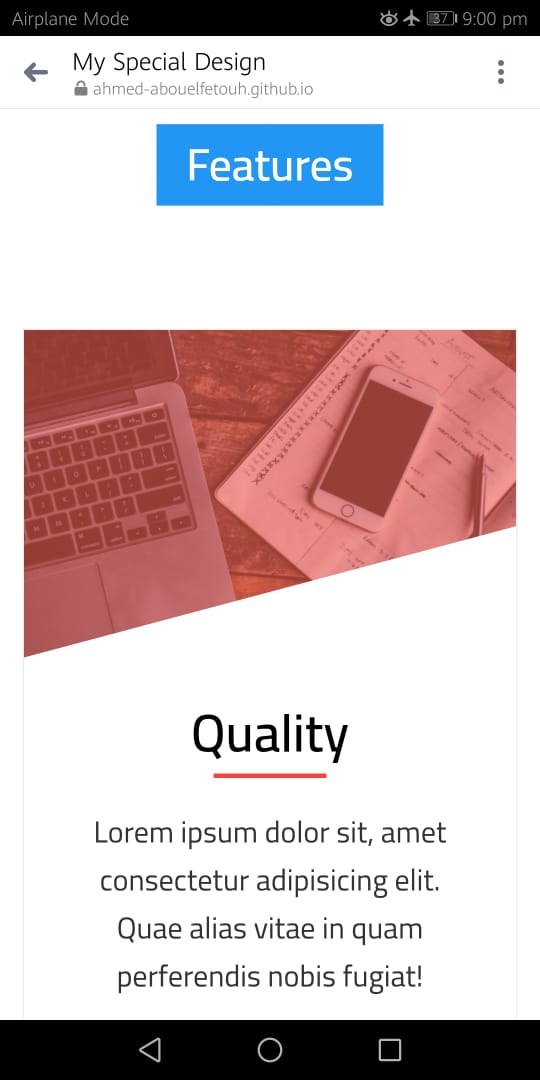 Airplane Mode 37 9:00 pm
My Special Design
ahmed-abouelfetouh.github.io
Features
Quality
Lorem ipsum dolor sit, amet
consectetur adipisicing elit.
Quae alias vitae in quam
perferendis nobis fugiat!